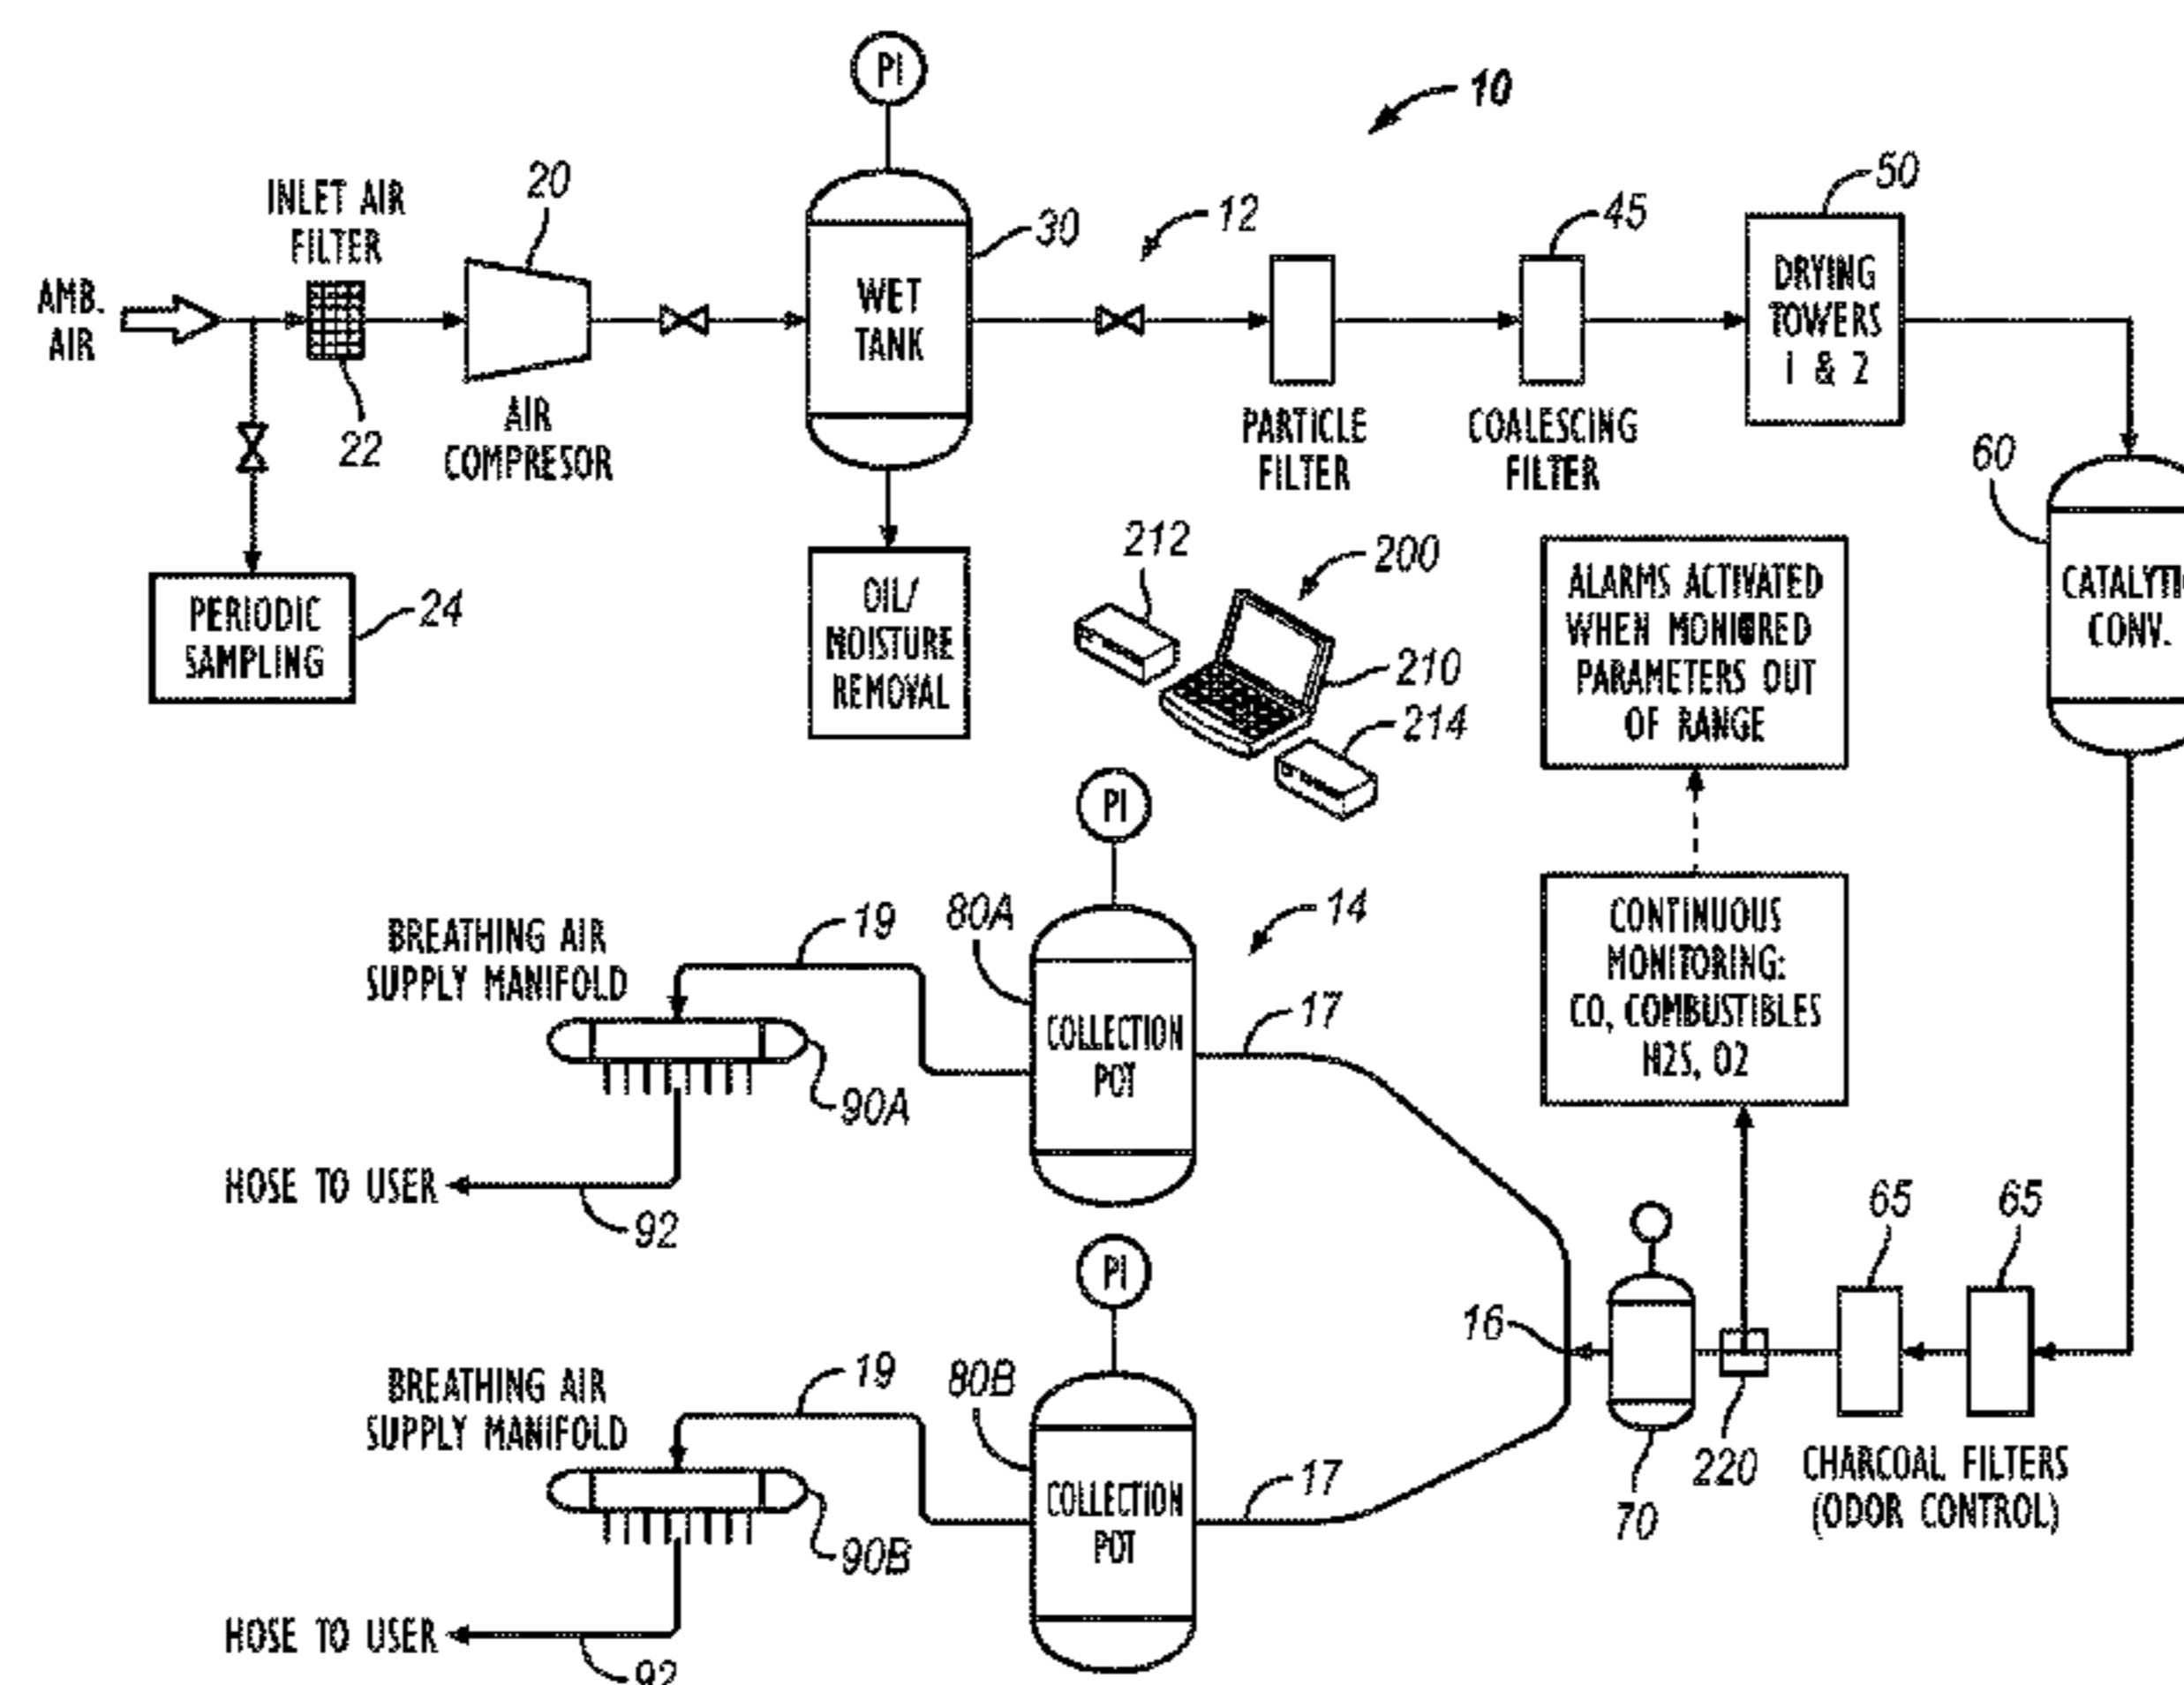 PI
10
INLET AIR
FILTER
20
30
12
45
50
AMB.
AIR
WET
TANK
DRYING
TOWERS
1 & 2
22
AIR
COMPRESOR
PARTICLE
FILTER
COALESCING
FILTER
60
PERIODIC
SAMPLING
24
OIL/
MOISTURE
REMOVAL
212
200
210
214
ALARMS ACTIVATED
WHEN MONIORED
PARAMETERS OUT
OF RANGE
CATALYTI
CONV.
PI
BREATHING AIR
SUPPLY MANIFOLD
19
80A
14
COLLECTION
POT
17
CONTINUOUS
MONITORING:
CO, COMBUSTIBLES
H2S, O2
90A
HOSE TO USER
92
PI
65
65
16
BREATHING AIR
SUPPLY MANIFOLD
19
80B
COLLECTION
POT
17
70
220
CHARCOAL FILTERS
(ODOR CONTROL)
90B
HOSE TO USER
92